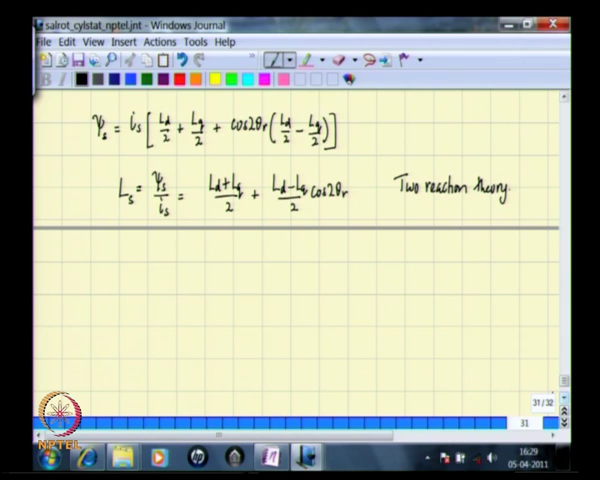 salrot_cylstat_nptel.jnt - Windows Journal
File Edit View Insert Actions Tools Help
ψs = is [ Ld/2 + Lq/2 + cos2θr ( Ld/2 - Lq/2 ) ]
Ls = ψs/is = (Ld+Lq)/2 + (Ld-Lq)/2 cos2θr Two reaction theory.
31/32
31
NPTEL
16:29
05-04-2011